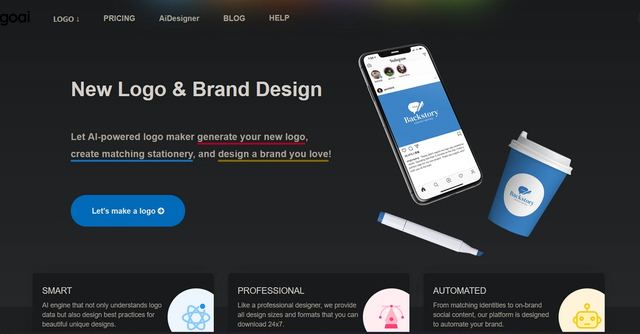 goai
LOGO ↓ PRICING AiDesigner BLOG HELP
New Logo & Brand Design
Let AI-powered logo maker generate your new logo,
create matching stationery, and design a brand you love!
Let's make a logo
Instagram
Backstory
Backstory
SMART
AI engine that not only understands logo
data but also design best practices for
beautiful unique designs.
PROFESSIONAL
Like a professional designer, we provide
all design sizes and formats that you can
download 24x7.
AUTOMATED
From matching identities to on-brand
social content, our platform is designed
to automate your brand.